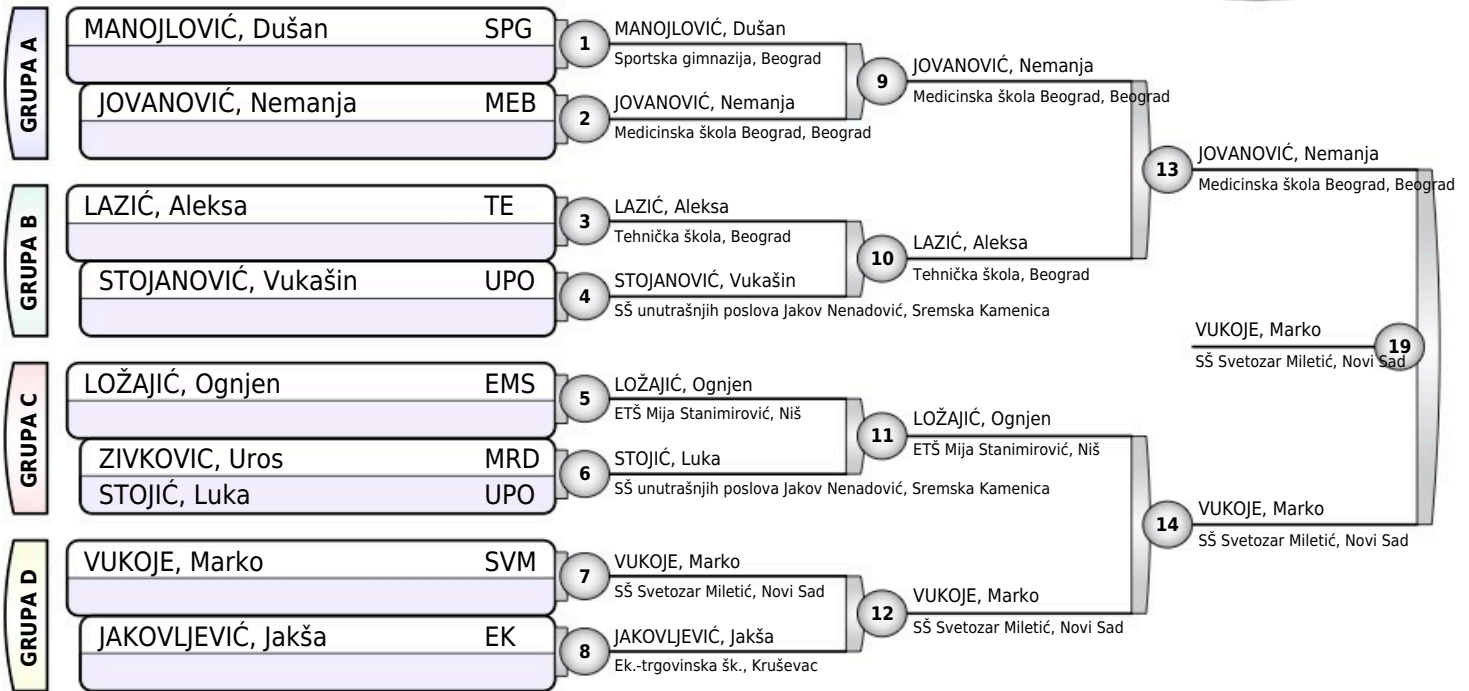 GRUPA A
MANOJLOVIĆ, Dušan SPG
JOVANOVIĆ, Nemanja MEB
GRUPA B
LAZIĆ, Aleksa TE
STOJANOVIĆ, Vukašin UPO
GRUPA C
LOŽAJIĆ, Ognjen EMS
ZIVKOVIC, Uros MRD
STOJIĆ, Luka UPO
GRUPA D
VUKOJE, Marko SVM
JAKOVLJEVIĆ, Jakša EK
1
MANOJLOVIĆ, Dušan
Sportska gimnazija, Beograd
2
JOVANOVIĆ, Nemanja
Medicinska škola Beograd, Beograd
3
LAZIĆ, Aleksa
Tehnička škola, Beograd
4
STOJANOVIĆ, Vukašin
SŠ unutrašnjih poslova Jakov Nenadović, Sremska Kamenica
5
LOŽAJIĆ, Ognjen
ETŠ Mija Stanimirović, Niš
6
STOJIĆ, Luka
SŠ unutrašnjih poslova Jakov Nenadović, Sremska Kamenica
7
VUKOJE, Marko
SŠ Svetozar Miletić, Novi Sad
8
JAKOVLJEVIĆ, Jakša
Ek.-trgovinska šk., Kruševac
9
JOVANOVIĆ, Nemanja
Medicinska škola Beograd, Beograd
10
LAZIĆ, Aleksa
Tehnička škola, Beograd
11
LOŽAJIĆ, Ognjen
ETŠ Mija Stanimirović, Niš
12
VUKOJE, Marko
SŠ Svetozar Miletić, Novi Sad
13
JOVANOVIĆ, Nemanja
Medicinska škola Beograd, Beograd
14
VUKOJE, Marko
SŠ Svetozar Miletić, Novi Sad
VUKOJE, Marko
19
SŠ Svetozar Miletić, Novi Sad